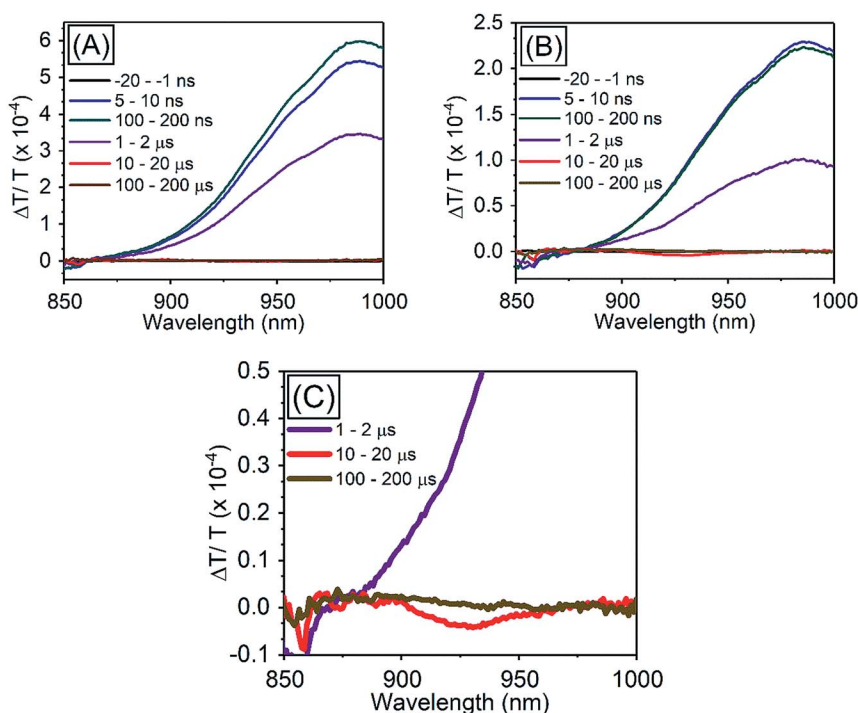 (A)
-20 - -1 ns
5 - 10 ns
100 - 200 ns
1 - 2 μs
10 - 20 μs
100 - 200 μs
ΔT/ T (x 10⁻⁴)
6
5
4
3
2
1
0
850
900
950
1000
Wavelength (nm)
(B)
-20 - -1 ns
5 - 10 ns
100 - 200 ns
1 - 2 μs
10 - 20 μs
100 - 200 μs
ΔT/ T (x 10⁻⁴)
2.5
2.0
1.5
1.0
0.5
0.0
850
900
950
1000
Wavelength (nm)
(C)
1 - 2 μs
10 - 20 μs
100 - 200 μs
ΔT/ T (x 10⁻⁴)
0.5
0.4
0.3
0.2
0.1
0.0
-0.1
850
900
950
1000
Wavelength (nm)